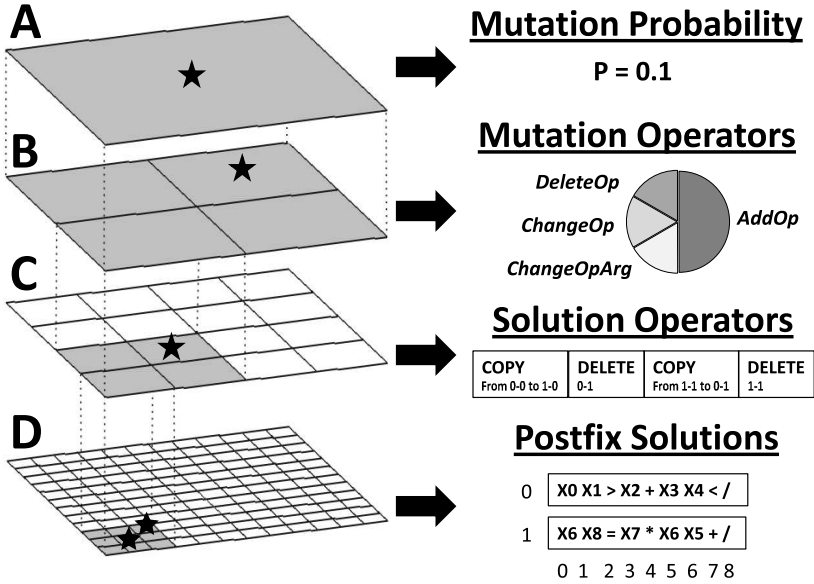 A
Mutation Probability
P = 0.1
B
Mutation Operators
DeleteOp
AddOp
ChangeOp
ChangeOpArg
C
Solution Operators
COPY DELETE COPY DELETE
From 0-0 to 1-0 0-1 From 1-1 to 0-1 1-1
D
Postfix Solutions
0 X0 X1 > X2 + X3 X4 < /
1 X6 X8 = X7 * X6 X5 + /
0 1 2 3 4 5 6 7 8